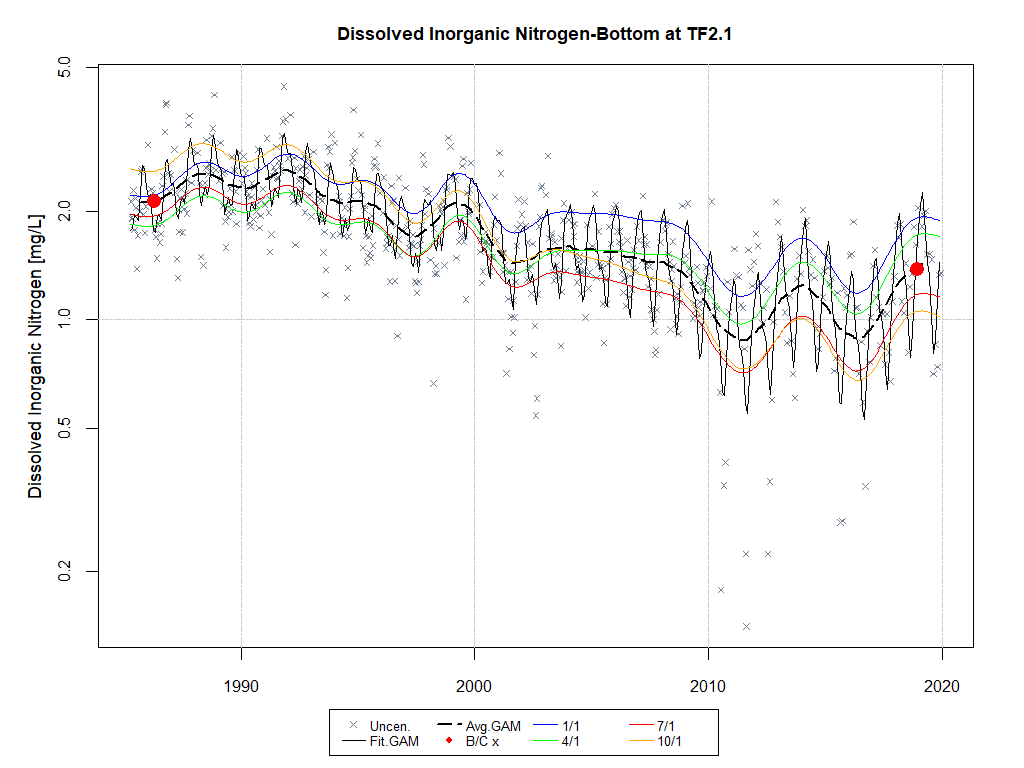 Dissolved Inorganic Nitrogen-Bottom at TF2.1
Dissolved Inorganic Nitrogen [mg/L]
5.0
2.0
1.0
0.5
0.2
1990 2000 2010 2020
Uncen. Avg.GAM 1/1 7/1
Fit.GAM B/C x 4/1 10/1